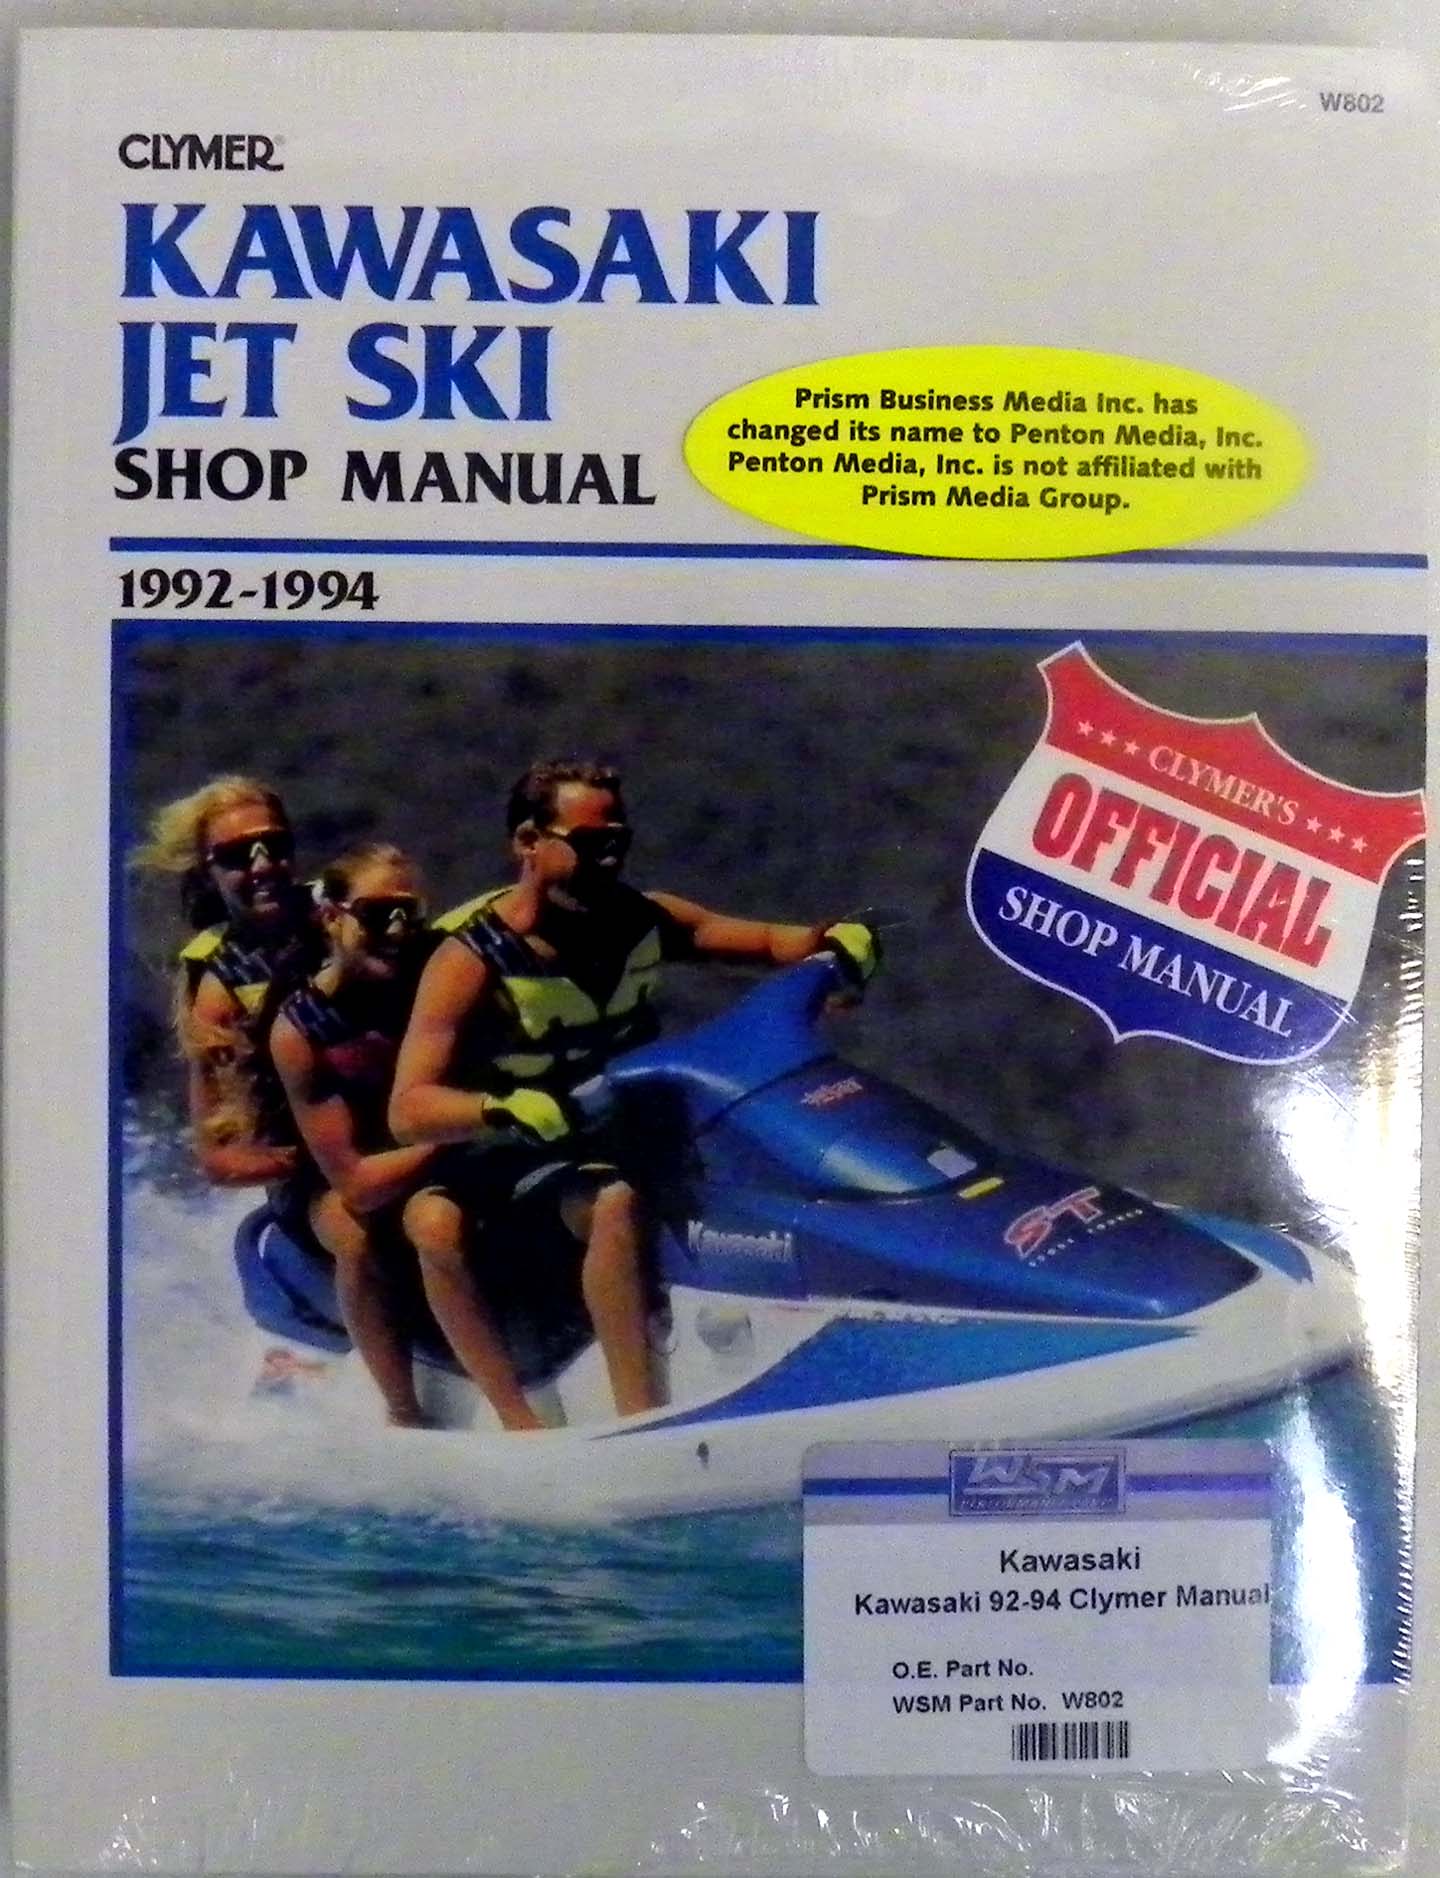 W802
CLYMER®
KAWASAKI
JET SKI
SHOP MANUAL
Prism Business Media Inc. has
changed its name to Penton Media, Inc.
Penton Media, Inc. is not affiliated with
Prism Media Group.
1992-1994
CLYMER'S
OFFICIAL
SHOP MANUAL
ST
Kawasaki
WSM
Kawasaki
Kawasaki 92-94 Clymer Manual
O.E. Part No.
WSM Part No. W802